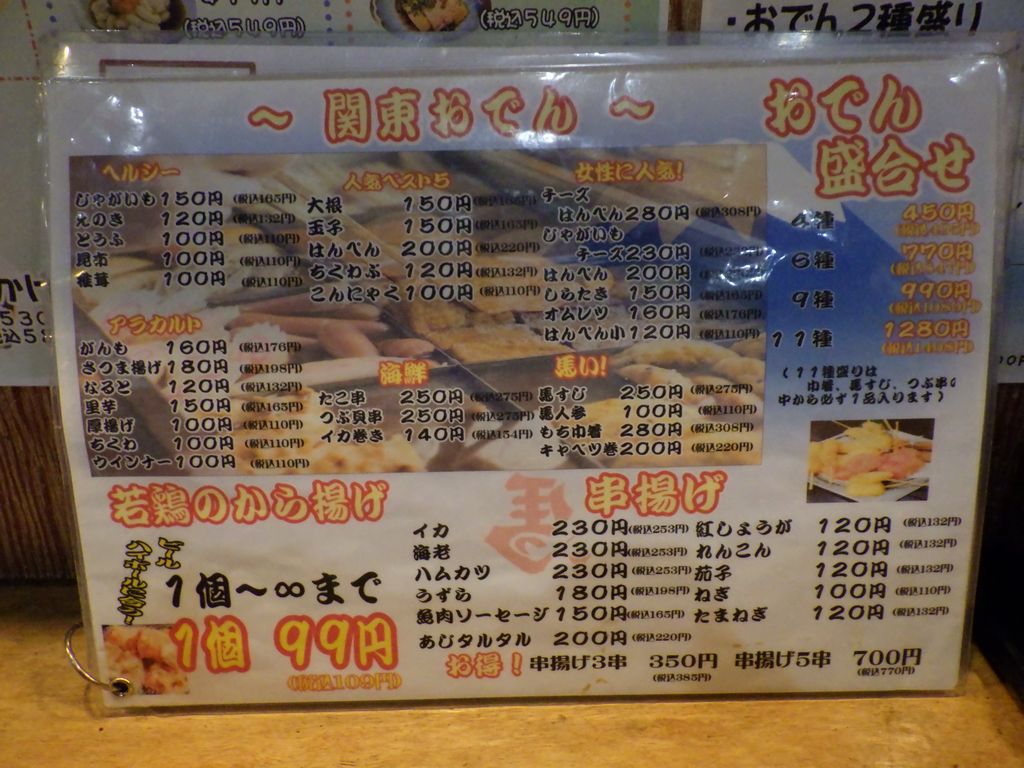 (税込549円)
(税込549円)
・おでん2種盛り
～ 関東おでん ～
おでん
盛合せ
ヘルシー
じゃがいも 150円 (税込165円)
えのき 120円 (税込132円)
とうふ 100円 (税込110円)
昆布 100円 (税込110円)
椎茸 100円 (税込110円)
人気ベスト5
大根 150円 (税込165円)
玉子 150円 (税込165円)
はんぺん 200円 (税込220円)
ちくわぶ 120円 (税込132円)
こんにゃく 100円 (税込110円)
女性に人気！
チーズ
はんぺん 280円 (税込308円)
じゃがいも
チーズ 230円
はんぺん 200円
しらたき 150円 (税込165円)
オムレツ 160円 (税込176円)
はんぺん小 120円 (税込110円)
4種 450円
6種 770円
9種 990円
11種 1280円
(11種盛りは
巾着、馬すじ、つぶ串の
中から必ず1品入ります)
アラカルト
がんも 160円 (税込176円)
さつま揚げ 180円 (税込198円)
なると 120円 (税込132円)
里芋 150円 (税込165円)
厚揚げ 100円 (税込110円)
ちくわ 100円 (税込110円)
ウインナー 100円 (税込110円)
海鮮
たこ串 250円 (税込275円)
つぶ貝串 250円 (税込275円)
イカ巻き 140円 (税込154円)
馬い！
馬すじ 250円 (税込275円)
馬人参 100円 (税込110円)
もち巾着 280円 (税込308円)
キャベツ巻 200円 (税込220円)
若鶏のから揚げ
1個～∞まで
1個 99円
(税込109円)
串揚げ
イカ 230円 (税込253円)
海老 230円 (税込253円)
ハムカツ 230円 (税込253円)
うずら 180円 (税込198円)
魚肉ソーセージ 150円 (税込165円)
あじタルタル 200円 (税込220円)
紅しょうが 120円 (税込132円)
れんこん 120円 (税込132円)
茄子 120円 (税込132円)
ねぎ 100円 (税込110円)
たまねぎ 120円 (税込132円)
お得！ 串揚げ3串 350円 (税込385円) 串揚げ5串 700円 (税込770円)